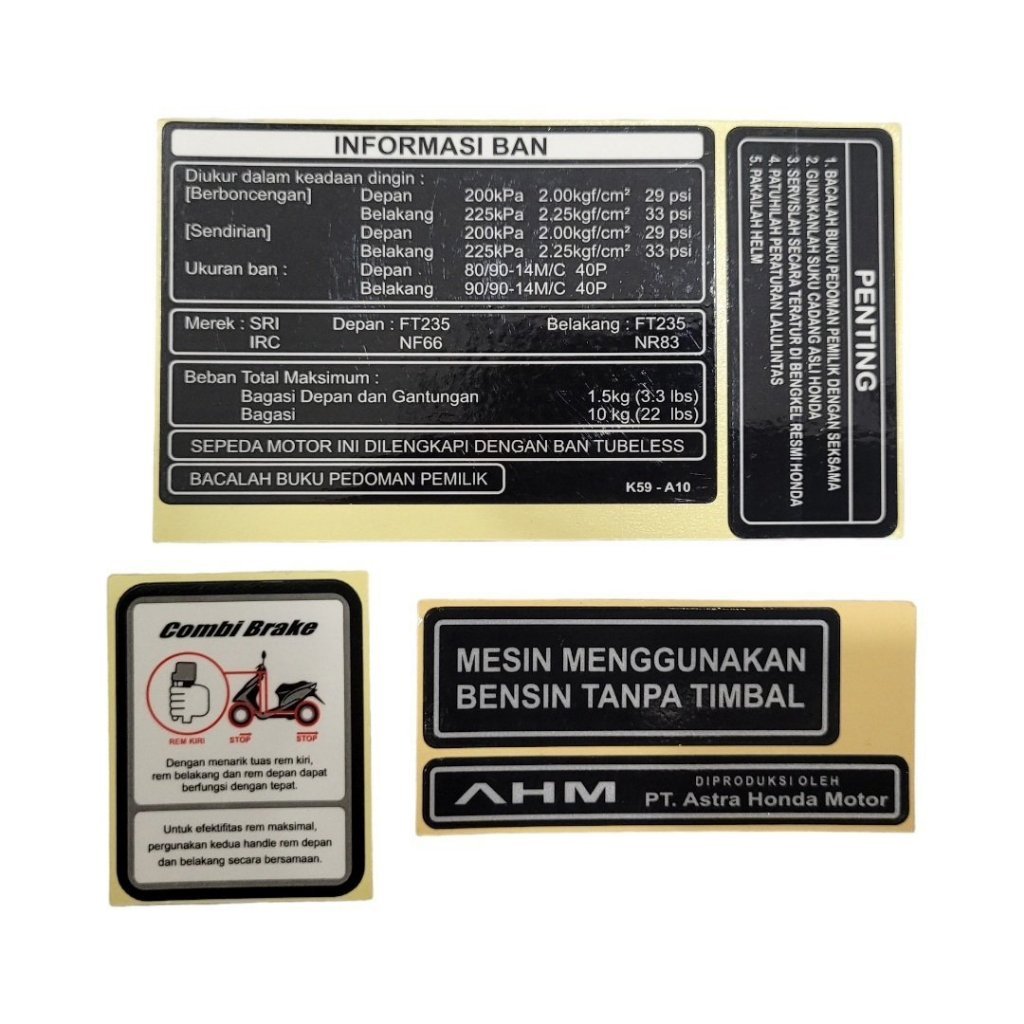 INFORMASI BAN
Diukur dalam keadaan dingin :
[Berboncengan] Depan 200kPa 2.00kgf/cm² 29 psi
Belakang 225kPa 2.25kgf/cm² 33 psi
[Sendirian] Depan 200kPa 2.00kgf/cm² 29 psi
Belakang 225kPa 2.25kgf/cm² 33 psi
Ukuran ban : Depan 80/90-14M/C 40P
Belakang 90/90-14M/C 40P
Merek : SRI Depan : FT235 Belakang : FT235
IRC NF66 NR83
Beban Total Maksimum :
Bagasi Depan dan Gantungan 1.5kg (3.3 lbs)
Bagasi 10 kg (22 lbs)
SEPEDA MOTOR INI DILENGKAPI DENGAN BAN TUBELESS
BACALAH BUKU PEDOMAN PEMILIK
K59 - A10
PENTING
1. BACALAH BUKU PEDOMAN PEMILIK DENGAN SEKSAMA
2. GUNAKANLAH SUKU CADANG ASLI HONDA
3. SERVISLAH SECARA TERATUR DI BENGKEL RESMI HONDA
4. PATUHILAH PERATURAN LALULINTAS
5. PAKAILAH HELM
Combi Brake
REM KIRI STOP STOP
Dengan menarik tuas rem kiri,
rem belakang dan rem depan dapat
berfungsi dengan tepat.
Untuk efektifitas rem maksimal,
pergunakan kedua handle rem depan
dan belakang secara bersamaan.
MESIN MENGGUNAKAN
BENSIN TANPA TIMBAL
AHM
DIPRODUKSI OLEH
PT. Astra Honda Motor